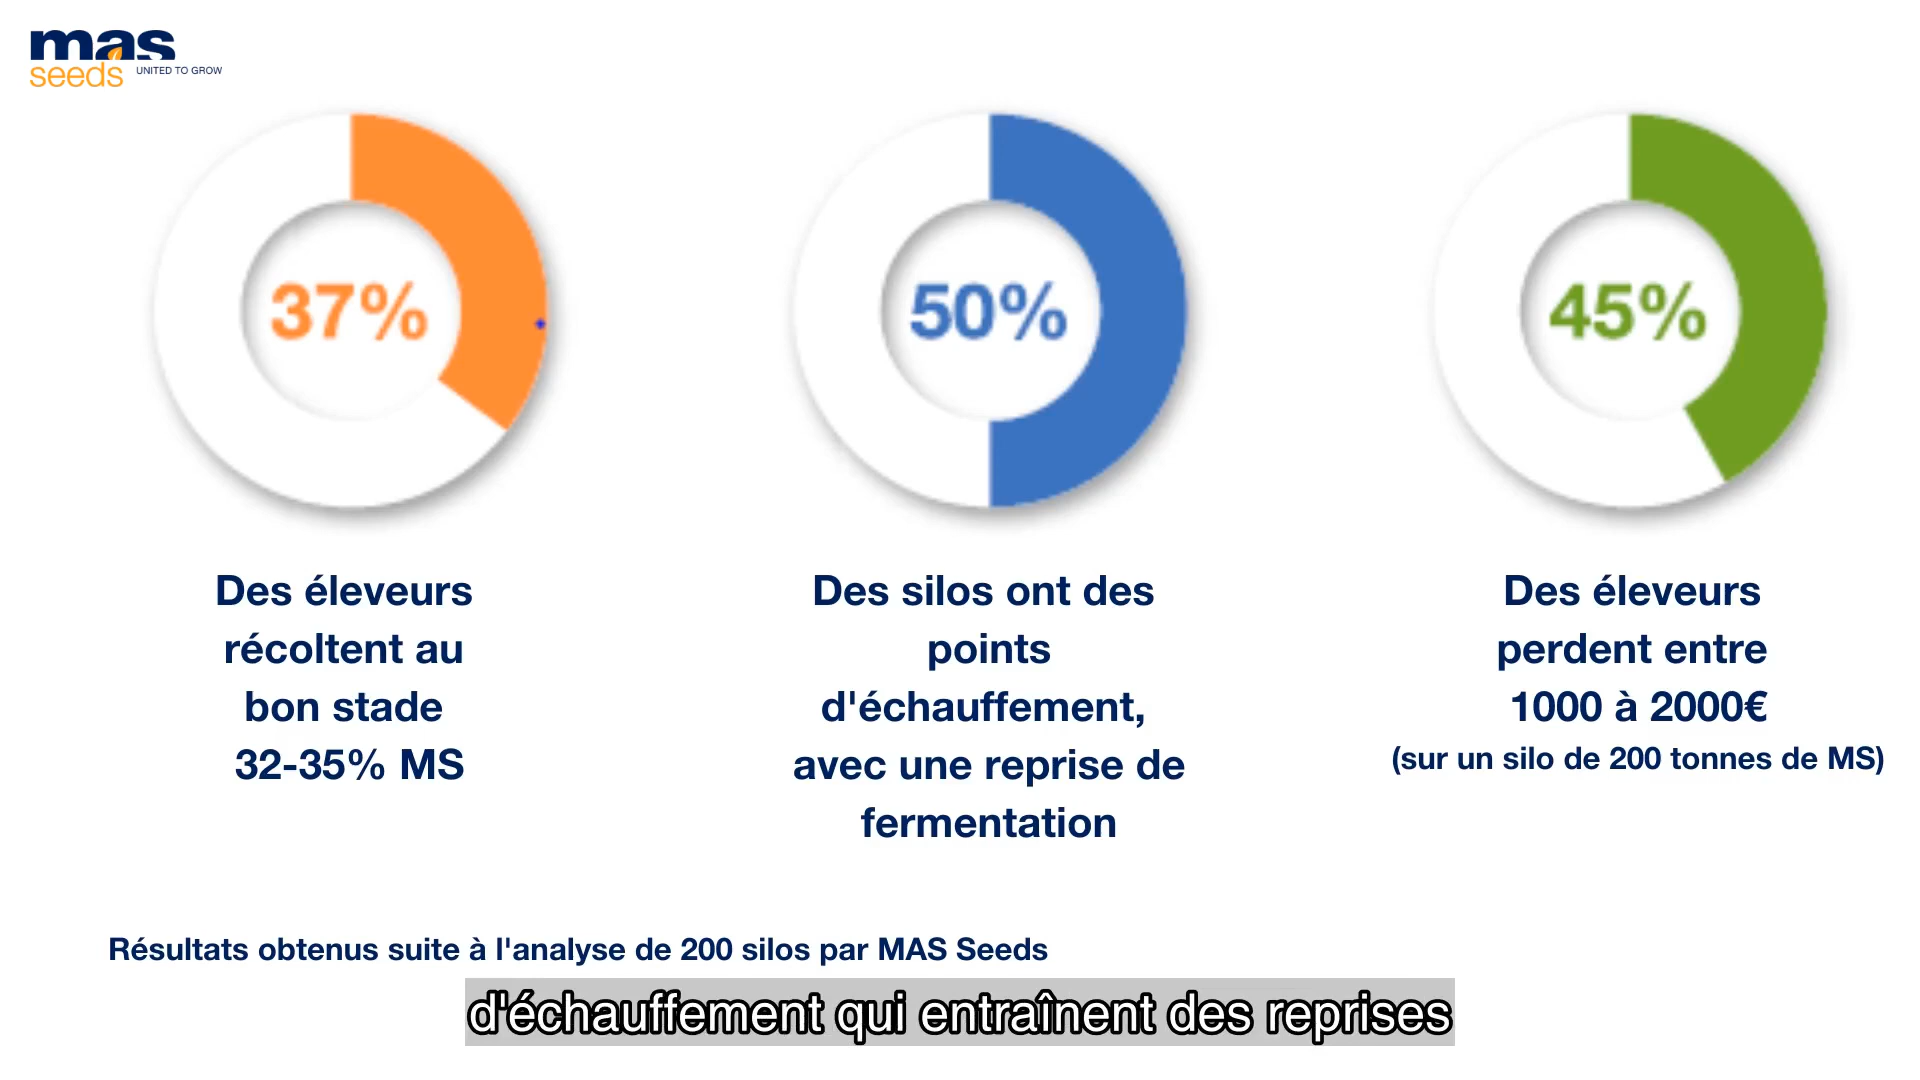 mas
seeds UNITED TO GROW
37%
50%
45%
Des éleveurs
récoltent au
bon stade
32-35% MS
Des silos ont des
points
d'échauffement,
avec une reprise de
fermentation
Des éleveurs
perdent entre
1000 à 2000€
(sur un silo de 200 tonnes de MS)
Résultats obtenus suite à l'analyse de 200 silos par MAS Seeds
d'échauffement qui entraînent des reprises